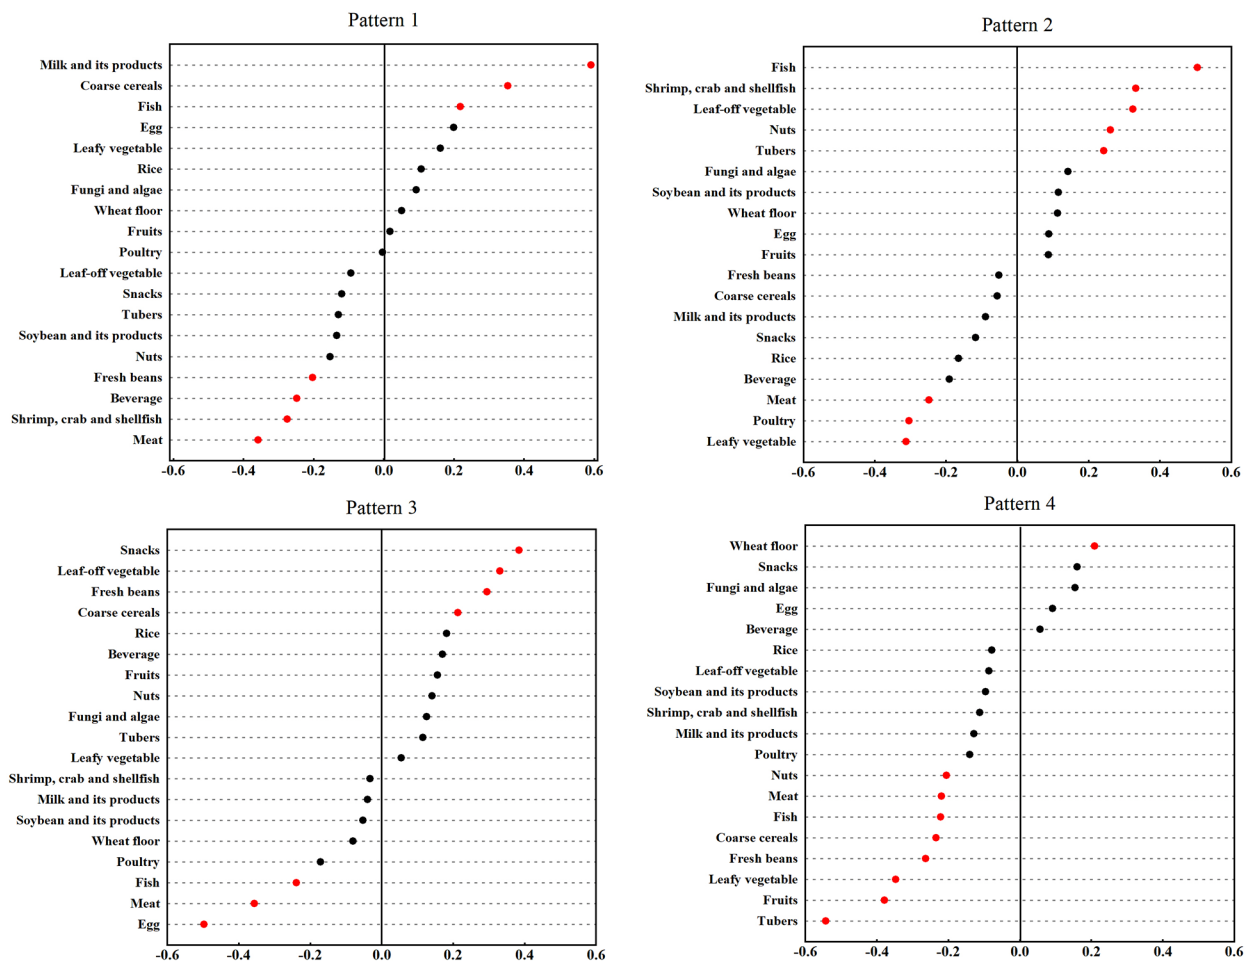 Pattern 1
Milk and its products
Coarse cereals
Fish
Egg
Leafy vegetable
Rice
Fungi and algae
Wheat floor
Fruits
Poultry
Leaf-off vegetable
Snacks
Tubers
Soybean and its products
Nuts
Fresh beans
Beverage
Shrimp, crab and shellfish
Meat
-0.6 -0.4 -0.2 0.0 0.2 0.4 0.6
Pattern 2
Fish
Shrimp, crab and shellfish
Leaf-off vegetable
Nuts
Tubers
Fungi and algae
Soybean and its products
Wheat floor
Egg
Fruits
Fresh beans
Coarse cereals
Milk and its products
Snacks
Rice
Beverage
Meat
Poultry
Leafy vegetable
-0.6 -0.4 -0.2 0.0 0.2 0.4 0.6
Pattern 3
Snacks
Leaf-off vegetable
Fresh beans
Coarse cereals
Rice
Beverage
Fruits
Nuts
Fungi and algae
Tubers
Leafy vegetable
Shrimp, crab and shellfish
Milk and its products
Soybean and its products
Wheat floor
Poultry
Fish
Meat
Egg
-0.6 -0.4 -0.2 0.0 0.2 0.4 0.6
Pattern 4
Wheat floor
Snacks
Fungi and algae
Egg
Beverage
Rice
Leaf-off vegetable
Soybean and its products
Shrimp, crab and shellfish
Milk and its products
Poultry
Nuts
Meat
Fish
Coarse cereals
Fresh beans
Leafy vegetable
Fruits
Tubers
-0.6 -0.4 -0.2 0.0 0.2 0.4 0.6